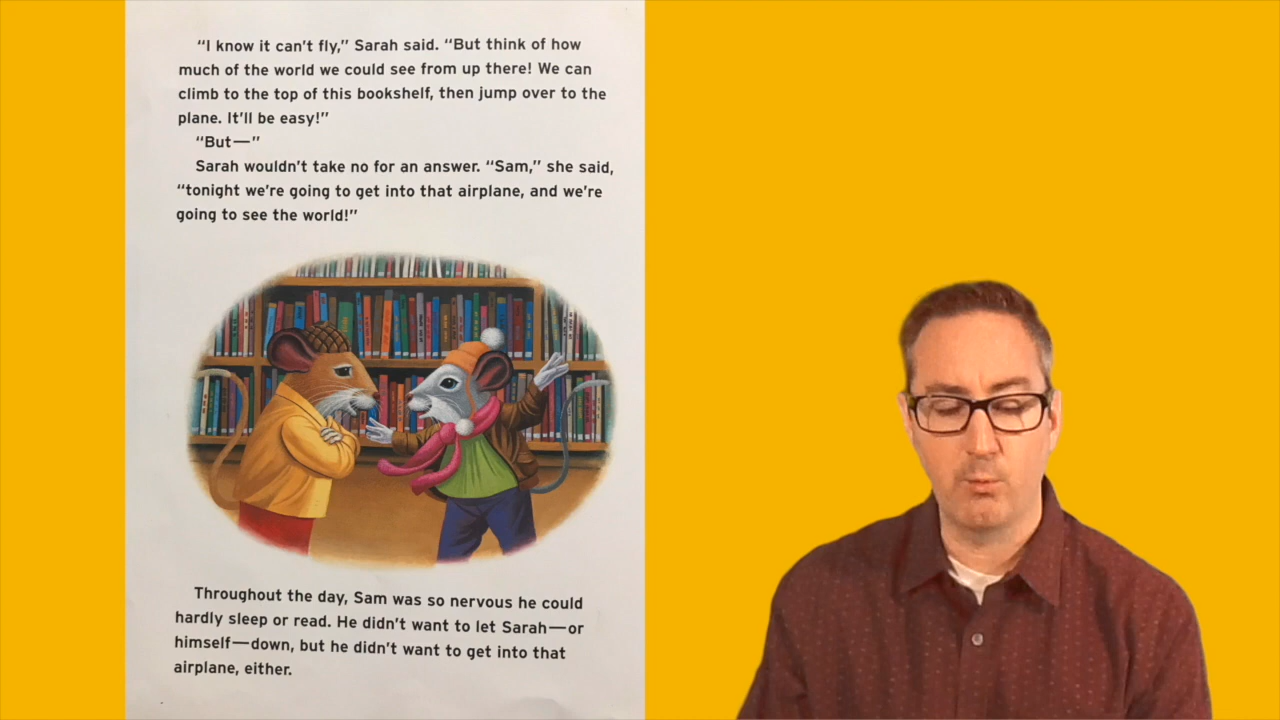 “I know it can’t fly,” Sarah said. “But think of how
much of the world we could see from up there! We can
climb to the top of this bookshelf, then jump over to the
plane. It’ll be easy!”
“But—”
Sarah wouldn’t take no for an answer. “Sam,” she said,
“tonight we’re going to get into that airplane, and we’re
going to see the world!”
Throughout the day, Sam was so nervous he could
hardly sleep or read. He didn’t want to let Sarah—or
himself—down, but he didn’t want to get into that
airplane, either.